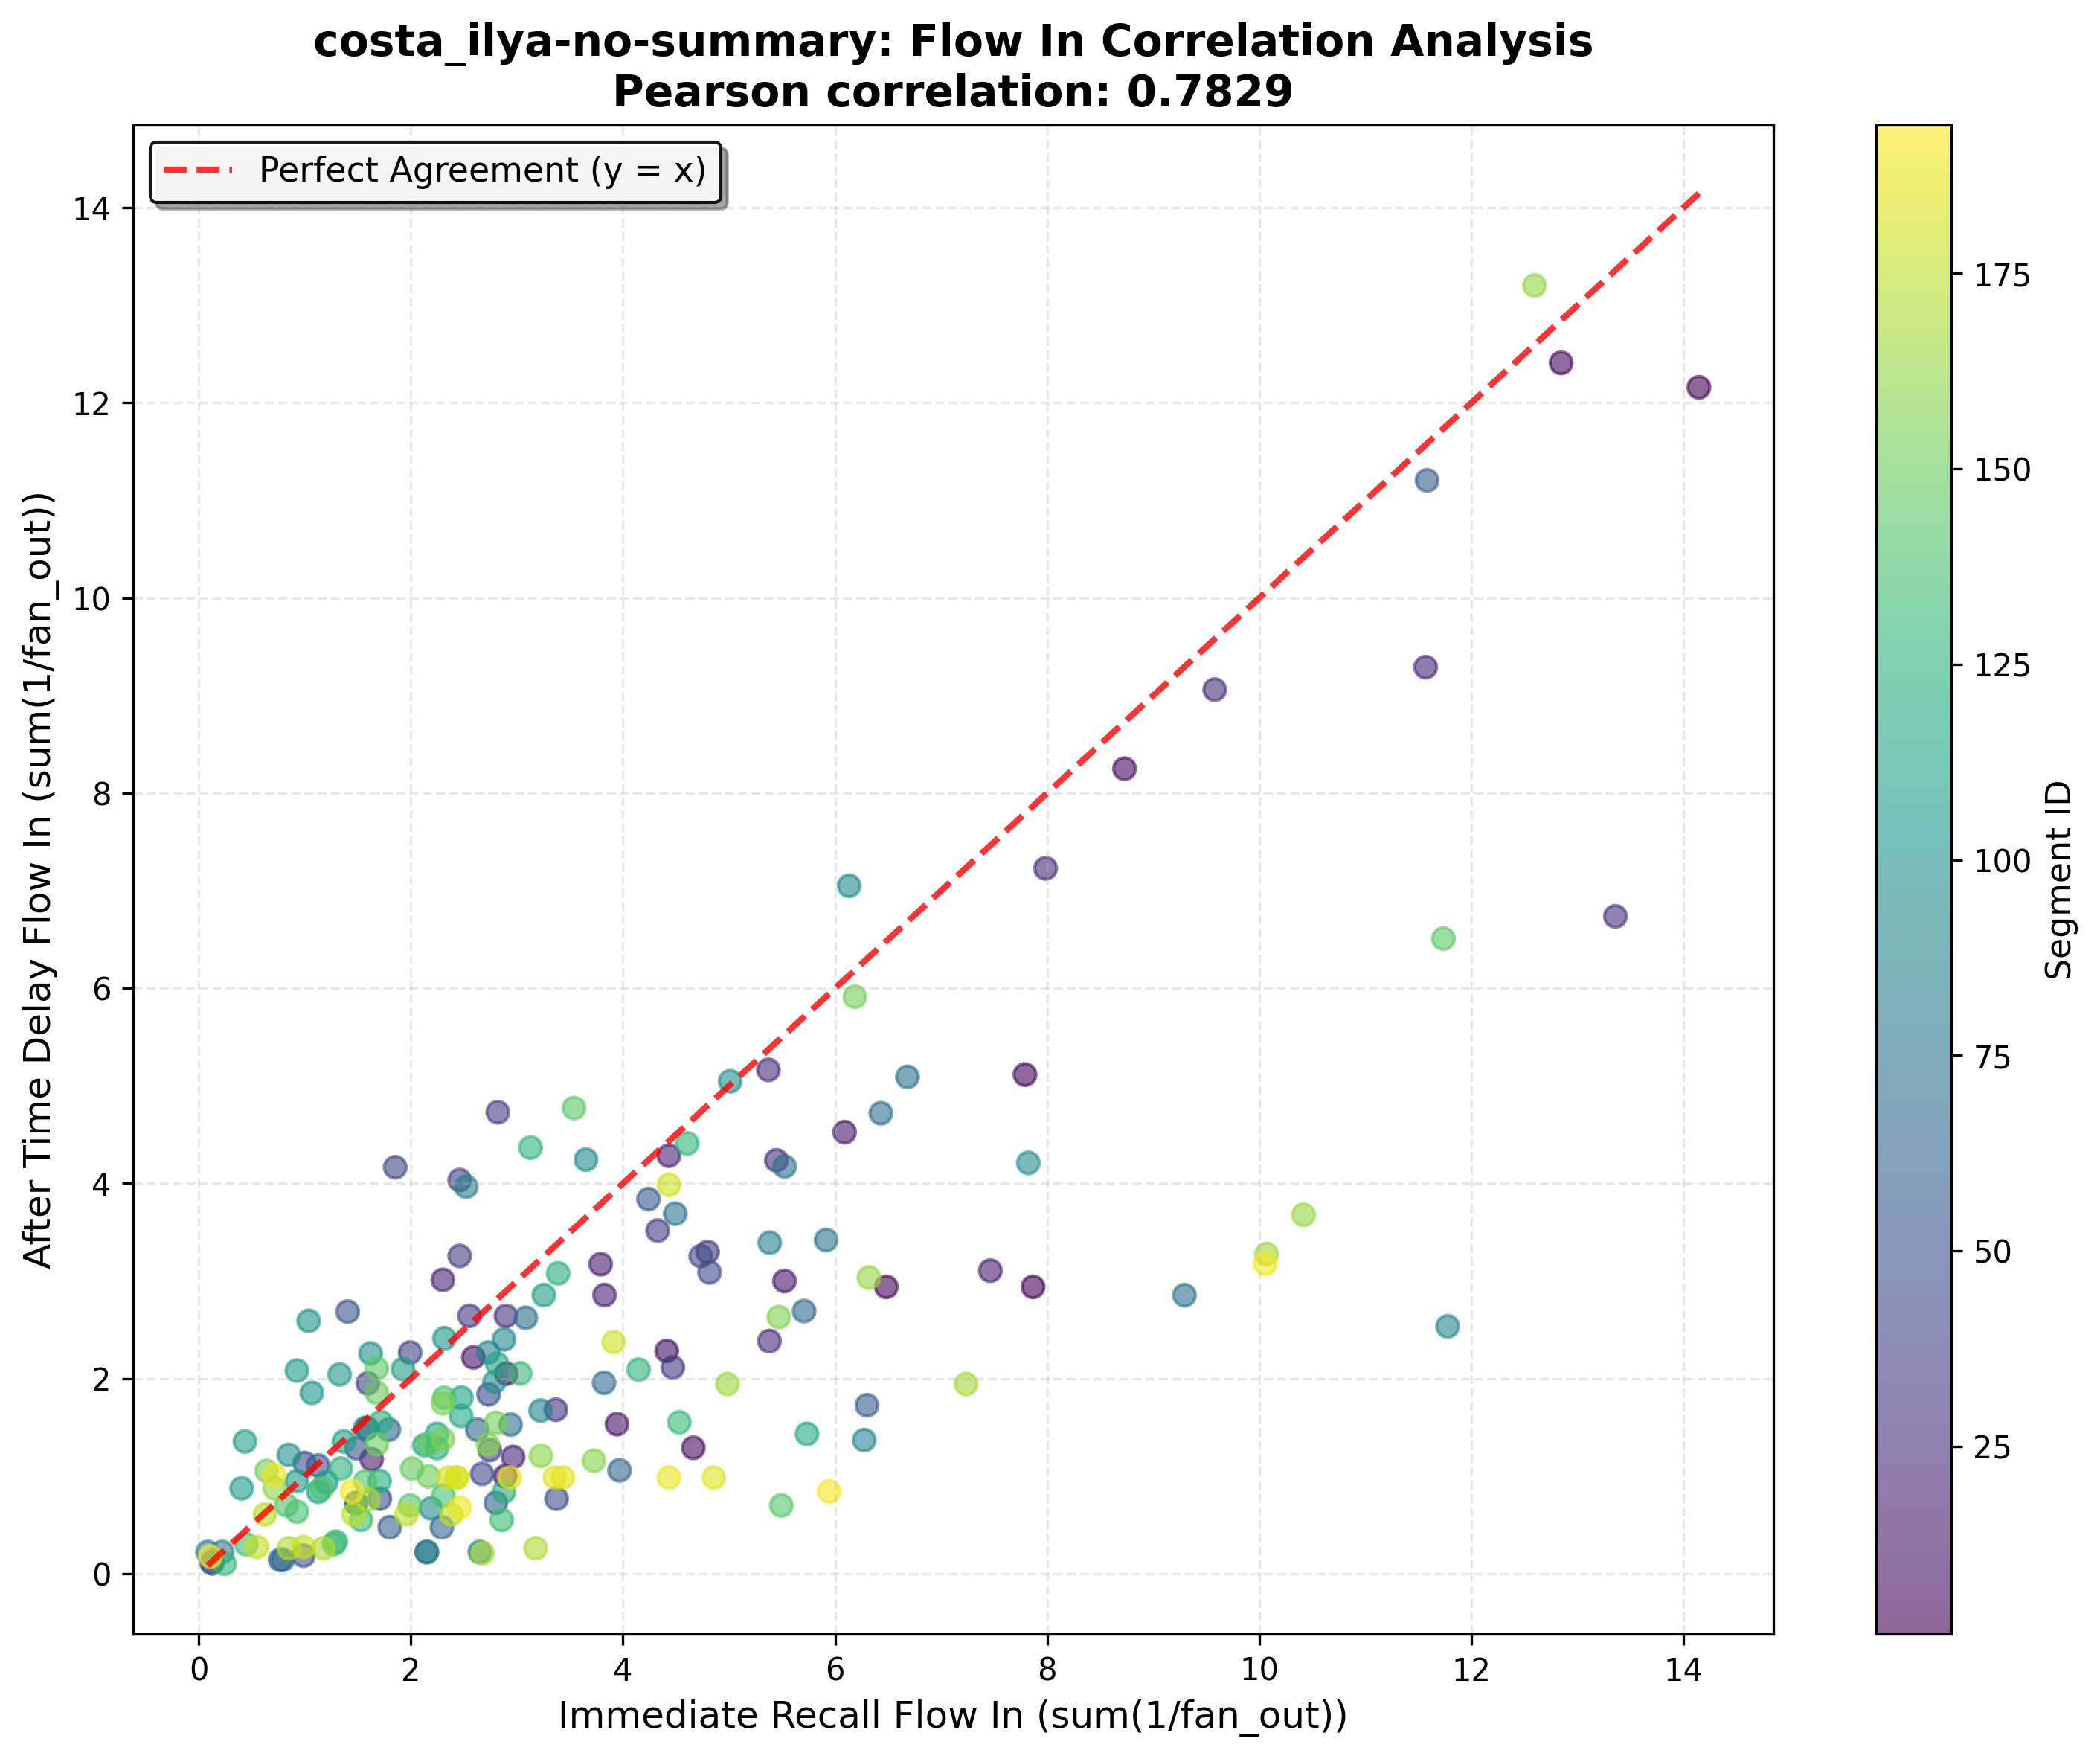 costa_ilya-no-summary: Flow In Correlation Analysis
Pearson correlation: 0.7829
Perfect Agreement (y = x)
After Time Delay Flow In (sum(1/fan_out))
14
12
10
8
6
4
2
0
0 2 4 6 8 10 12 14
Immediate Recall Flow In (sum(1/fan_out))
175
150
125
100
75
50
25
Segment ID